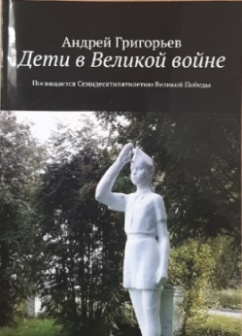 Андрей Григорьев
Дети в Великой войне
Посвящается Семидесятипятилетию Великой Победы